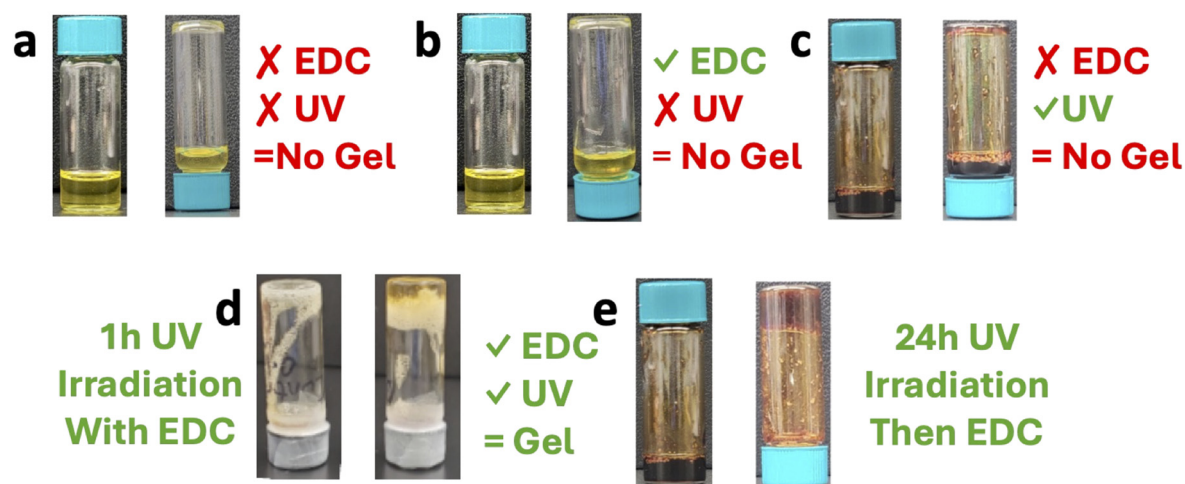 a
✗ EDC
✗ UV
=No Gel
b
✓ EDC
✗ UV
= No Gel
c
✗ EDC
✓UV
= No Gel
1h UV
Irradiation
With EDC
d
✓ EDC
✓ UV
= Gel
e
24h UV
Irradiation
Then EDC